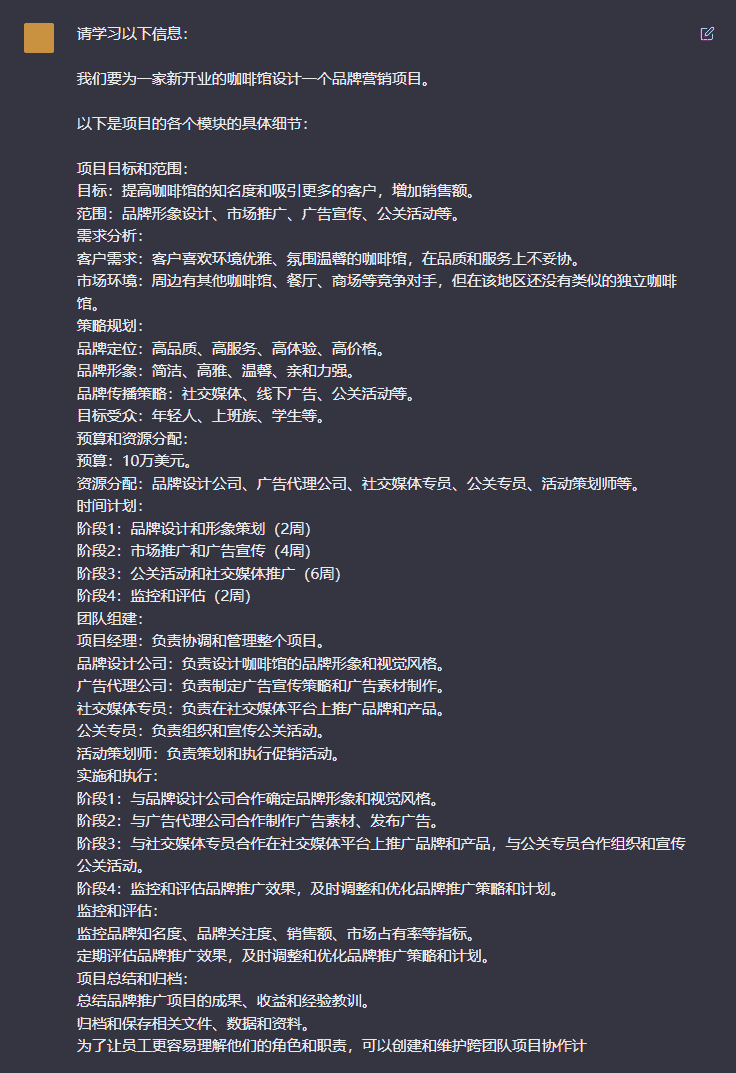 请学习以下信息：
我们要为一家新开业的咖啡馆设计一个品牌营销项目。
以下是项目的各个模块的具体细节：
项目目标和范围：
目标：提高咖啡馆的知名度和吸引更多的客户，增加销售额。
范围：品牌形象设计、市场推广、广告宣传、公关活动等。
需求分析：
客户需求：客户喜欢环境优雅、氛围温馨的咖啡馆，在品质和服务上不妥协。
市场环境：周边有其他咖啡馆、餐厅、商场等竞争对手，但在该地区还没有类似的独立咖啡
馆。
策略规划：
品牌定位：高品质、高服务、高体验、高价格。
品牌形象：简洁、高雅、温馨、亲和力强。
品牌传播策略：社交媒体、线下广告、公关活动等。
目标受众：年轻人、上班族、学生等。
预算和资源分配：
预算：10万美元。
资源分配：品牌设计公司、广告代理公司、社交媒体专员、公关专员、活动策划师等。
时间计划：
阶段1：品牌设计和形象策划（2周）
阶段2：市场推广和广告宣传（4周）
阶段3：公关活动和社交媒体推广（6周）
阶段4：监控和评估（2周）
团队组建：
项目经理：负责协调和管理整个项目。
品牌设计公司：负责设计咖啡馆的品牌形象和视觉风格。
广告代理公司：负责制定广告宣传策略和广告素材制作。
社交媒体专员：负责在社交媒体平台上推广品牌和产品。
公关专员：负责组织和宣传公关活动。
活动策划师：负责策划和执行促销活动。
实施和执行：
阶段1：与品牌设计公司合作确定品牌形象和视觉风格。
阶段2：与广告代理公司合作制作广告素材、发布广告。
阶段3：与社交媒体专员合作在社交媒体平台上推广品牌和产品，与公关专员合作组织和宣传
公关活动。
阶段4：监控和评估品牌推广效果，及时调整和优化品牌推广策略和计划。
监控和评估：
监控品牌知名度、品牌关注度、销售额、市场占有率等指标。
定期评估品牌推广效果，及时调整和优化品牌推广策略和计划。
项目总结和归档：
总结品牌推广项目的成果、收益和经验教训。
归档和保存相关文件、数据和资料。
为了让员工更容易理解他们的角色和职责，可以创建和维护跨团队项目协作计